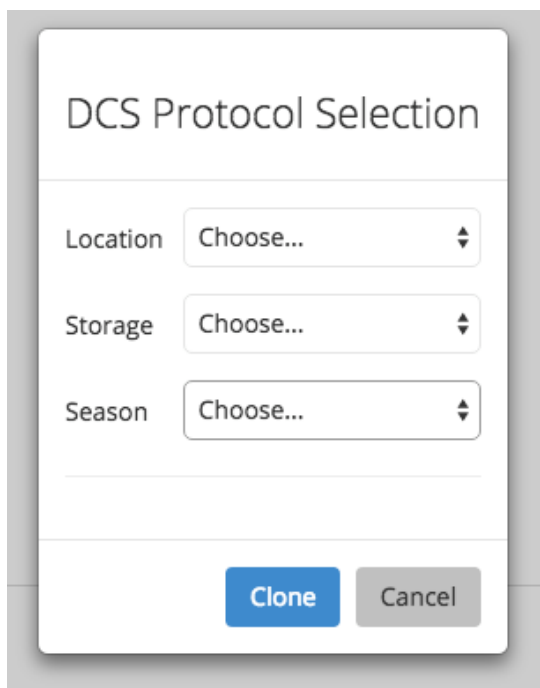 DCS Protocol Selection
Location Choose...
Storage Choose...
Season Choose...
Clone Cancel